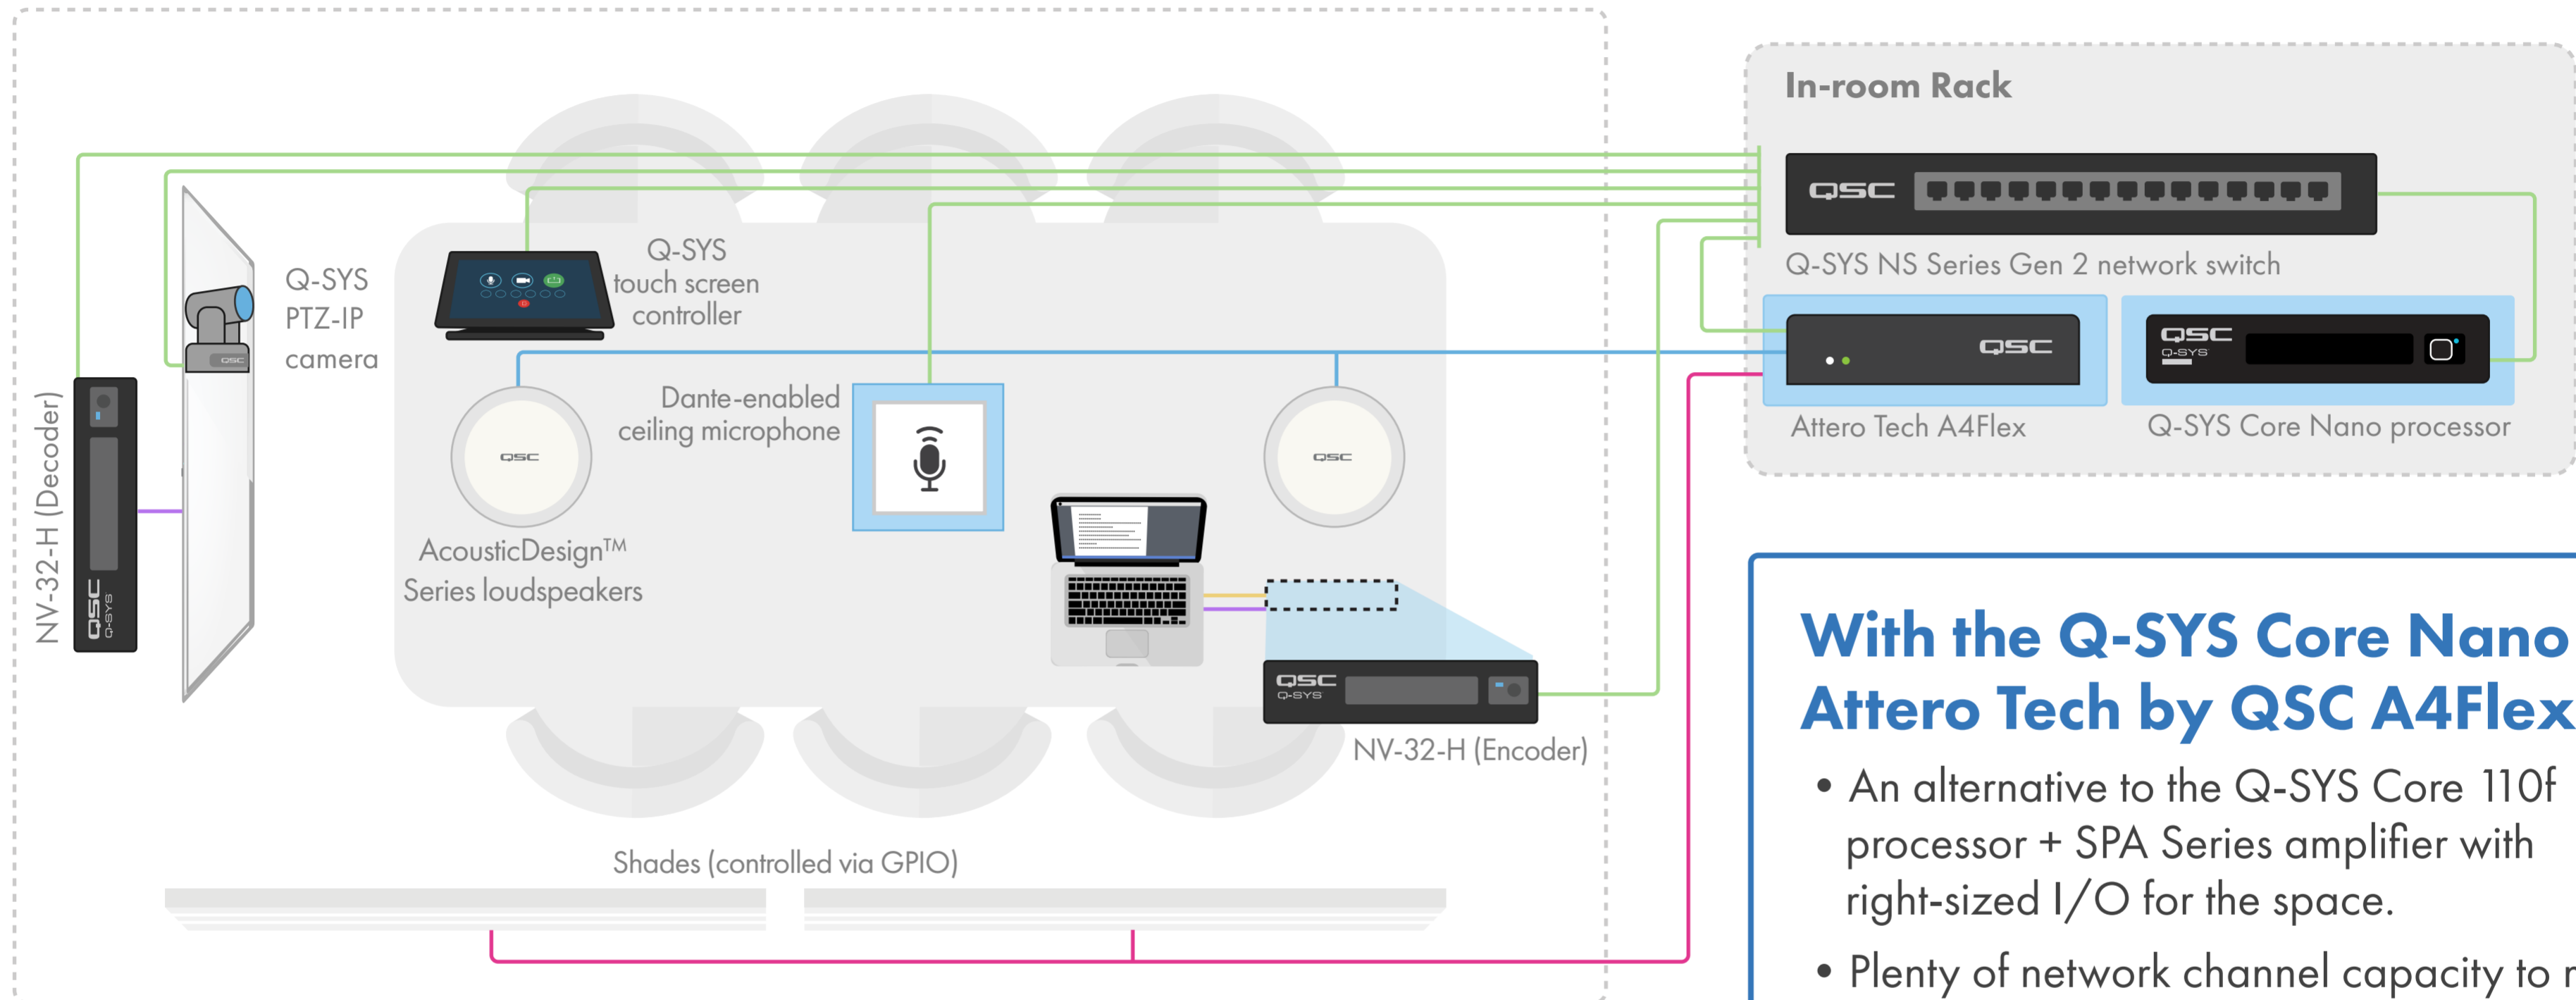 In-room Rack
QSC
Q-SYS NS Series Gen 2 network switch
QSC
Attero Tech A4Flex
QSC
Q-SYS
Q-SYS Core Nano processor
Q-SYS
PTZ-IP
camera
QSC
NV-32-H (Decoder)
QSC
Q-SYS
Q-SYS
touch screen
controller
Dante-enabled
ceiling microphone
QSC
QSC
AcousticDesign™
Series loudspeakers
QSC
Q-SYS
NV-32-H (Encoder)
Shades (controlled via GPIO)
With the Q-SYS Core Nano
Attero Tech by QSC A4Flex
• An alternative to the Q-SYS Core 110f
processor + SPA Series amplifier with
right-sized I/O for the space.
• Plenty of network channel capacity to